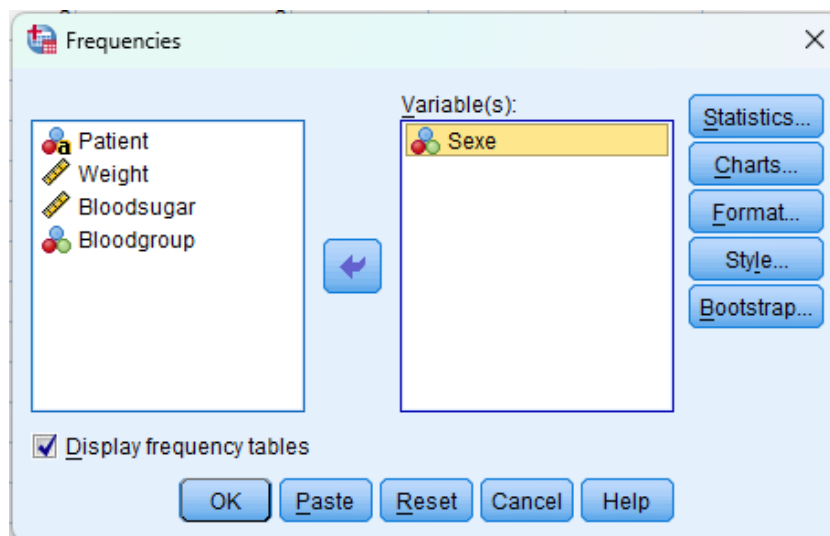 Frequencies
Variable(s):
Patient
Weight
Bloodsugar
Bloodgroup
Sexe
Statistics...
Charts...
Format...
Style...
Bootstrap...
Display frequency tables
OK
Paste
Reset
Cancel
Help